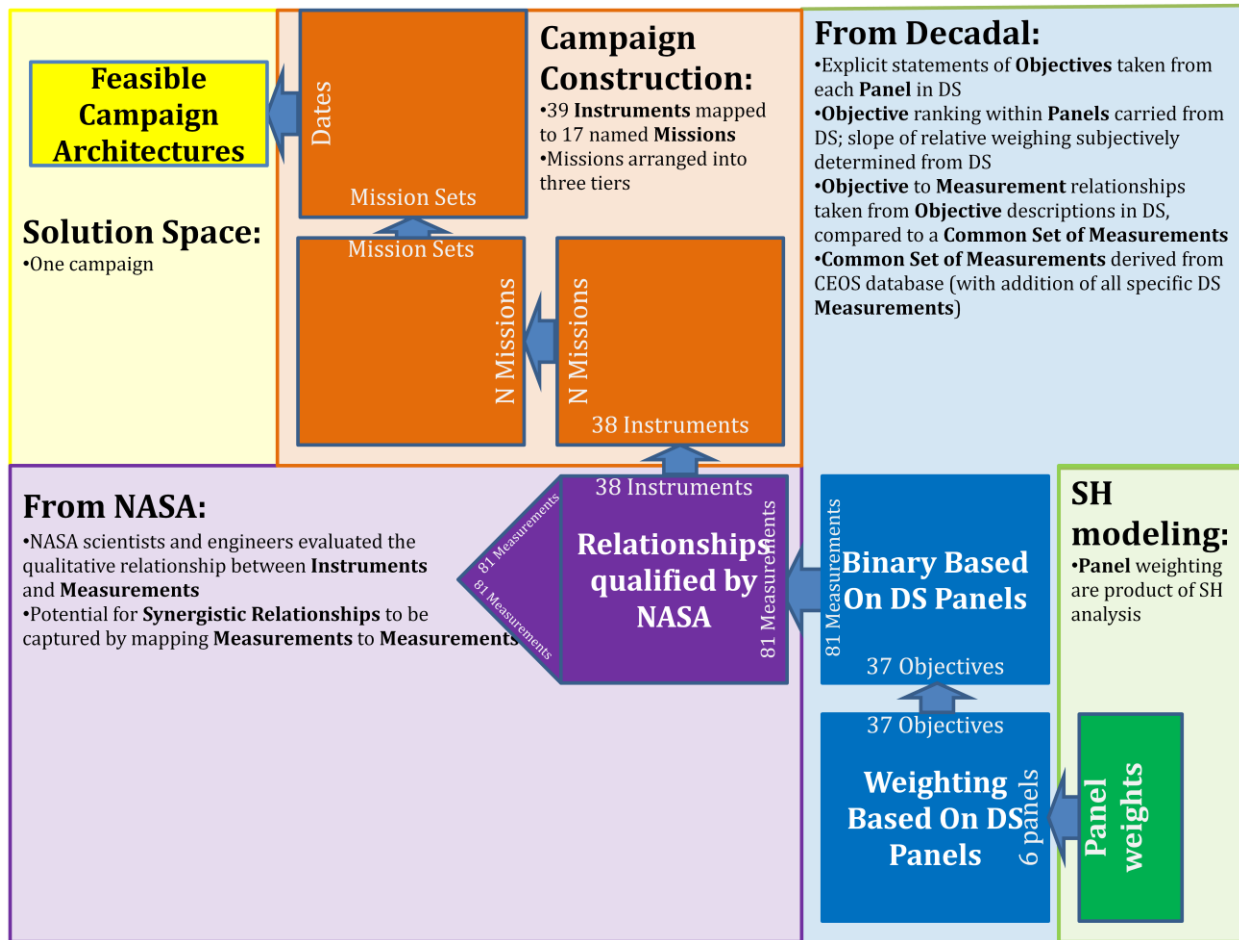 Feasible
Campaign
Architectures
Solution Space:
•One campaign
Dates
Mission Sets
Mission Sets
N Missions
N Missions
38 Instruments
Campaign
Construction:
•39 Instruments mapped
to 17 named Missions
•Missions arranged into
three tiers
From Decadal:
•Explicit statements of Objectives taken from
each Panel in DS
•Objective ranking within Panels carried from
DS; slope of relative weighing subjectively
determined from DS
•Objective to Measurement relationships
taken from Objective descriptions in DS,
compared to a Common Set of Measurements
•Common Set of Measurements derived from
CEOS database (with addition of all specific DS
Measurements)
From NASA:
•NASA scientists and engineers evaluated the
qualitative relationship between Instruments
and Measurements
•Potential for Synergistic Relationships to be
captured by mapping Measurements to Measurements
81 Measurements
81 Measurements
38 Instruments
Relationships
qualified by
NASA
81 Measurements
81 Measurements
Binary Based
On DS Panels
37 Objectives
37 Objectives
Weighting
Based On DS
Panels
6 panels
SH
modeling:
•Panel weighting
are product of SH
analysis
Panel
weights